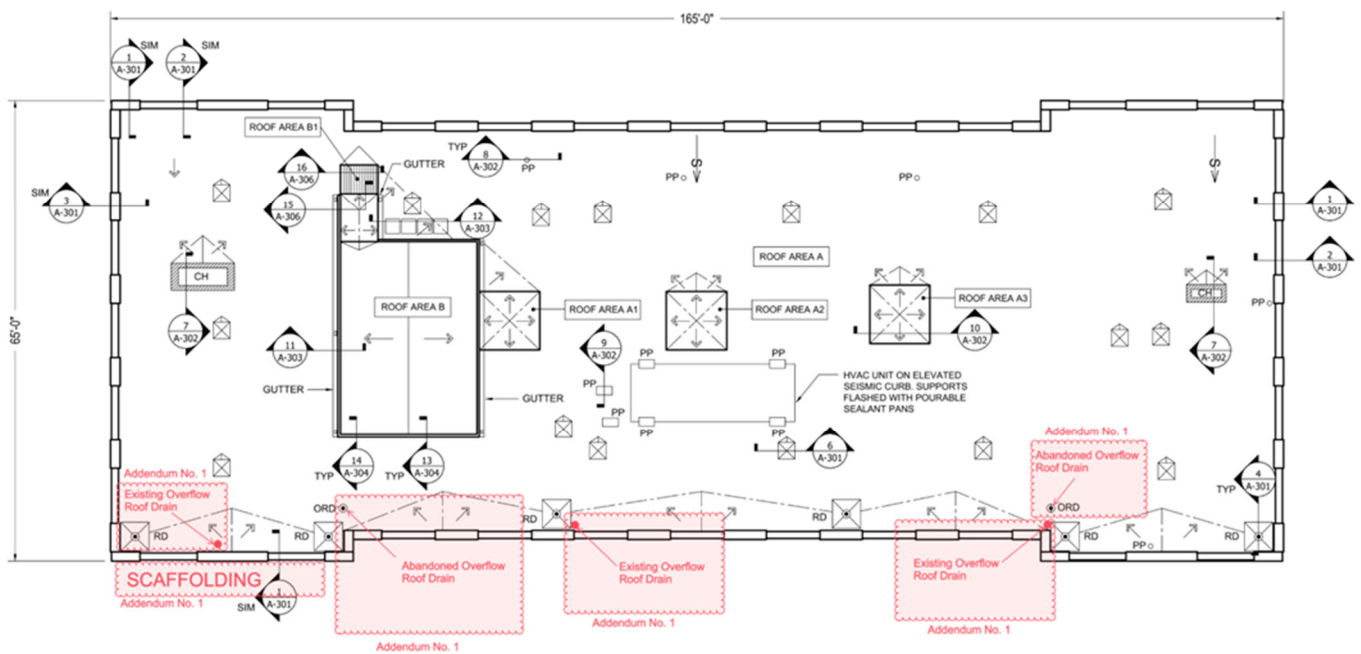 165'-0"
SIM
SIM
1
A-301
2
A-301
ROOF AREA B1
TYP
8
A-302
PP
S
S
GUTTER
16
A-306
PP
PP
SIM
3
A-301
15
A-306
12
A-303
1
A-301
2
A-301
ROOF AREA A
CH
CH
PP
ROOF AREA B
ROOF AREA A1
ROOF AREA A2
ROOF AREA A3
65'-0"
7
A-302
11
A-303
9
A-302
10
A-302
7
A-302
PP
PP
GUTTER
GUTTER
PP
PP
PP
PP
HVAC UNIT ON ELEVATED
SEISMIC CURB. SUPPORTS
FLASHED WITH POURABLE
SEALANT PANS
14
A-304
TYP
13
A-304
TYP
6
A-301
Addendum No. 1
Abandoned Overflow
Roof Drain
4
A-301
TYP
Addendum No. 1
Existing Overflow
Roof Drain
ORD
ORD
RD
RD
RD
RD
RD
RD
PP
Abandoned Overflow
Roof Drain
Existing Overflow
Roof Drain
Existing Overflow
Roof Drain
SCAFFOLDING
Addendum No. 1
SIM
1
A-301
Addendum No. 1
Addendum No. 1
Addendum No. 1